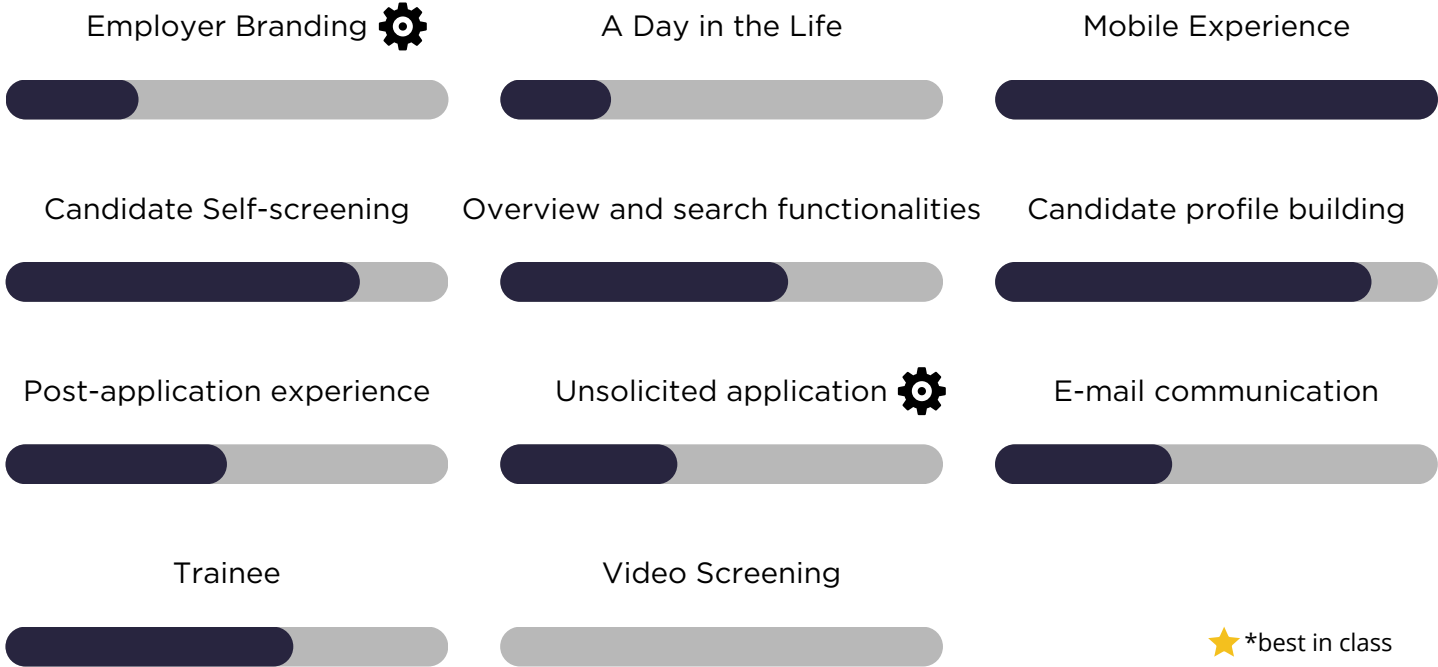 Employer Branding
A Day in the Life
Mobile Experience
Candidate Self-screening
Overview and search functionalities
Candidate profile building
Post-application experience
Unsolicited application
E-mail communication
Trainee
Video Screening
*best in class